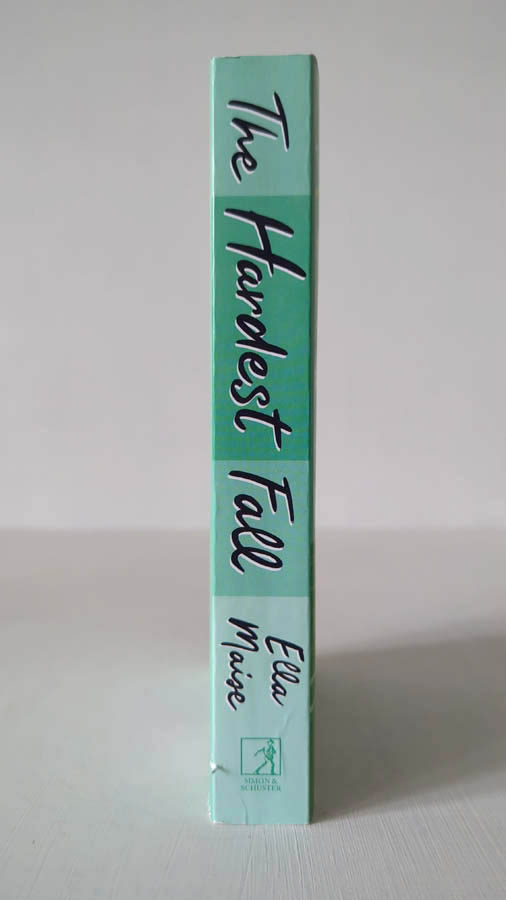 The Hardest Fall
Ella
Maise
SIMON &
SCHUSTER